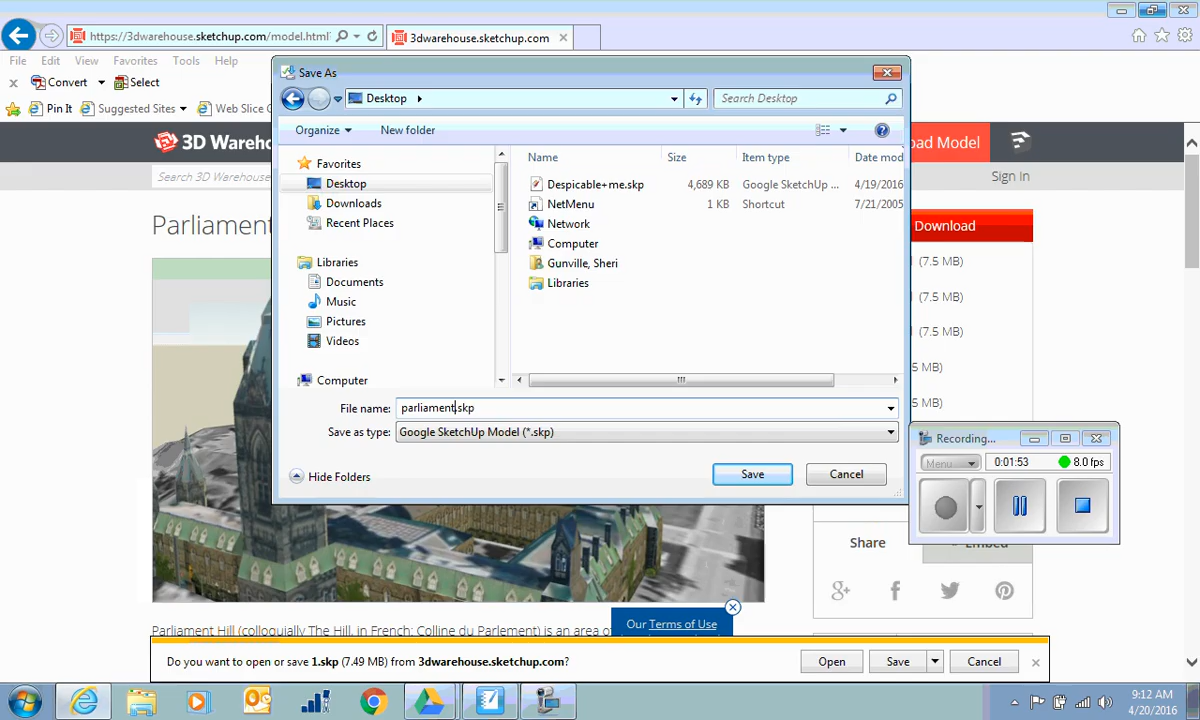 https://3dwarehouse.sketchup.com/model.html?
3dwarehouse.sketchup.com
File Edit View Favorites Tools Help
Convert Select
Pin It Suggested Sites Web Slice G
3D Wareho
oad Model
Search 3D Warehouse
Sign In
Parliament
Download
(7.5 MB)
(7.5 MB)
(7.5 MB)
MB)
MB)
Save As
Desktop
Search Desktop
Organize New folder
Favorites
Desktop
Downloads
Recent Places
Libraries
Documents
Music
Pictures
Videos
Computer
Name Size Item type Date mod
Despicable+me.skp 4,689 KB Google SketchUp ... 4/19/2016
NetMenu 1 KB Shortcut 7/21/2005
Network
Computer
Gunville, Sheri
Libraries
File name: parliament.skp
Save as type: Google SketchUp Model (*.skp)
Hide Folders Save Cancel
Recording...
Menu 0:01:53 8.0 fps
Share
Parliament Hill (colloquially The Hill, in French: Colline du Parlement) is an area of
Our Terms of Use
Do you want to open or save 1.skp (7.49 MB) from 3dwarehouse.sketchup.com?
Open Save Cancel
9:12 AM
4/20/2016